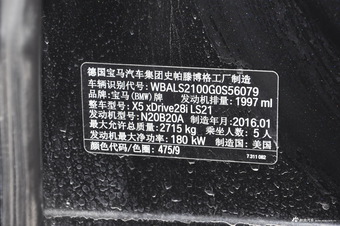 德国宝马汽车集团史帕滕博格工厂制造
车辆识别代号: WBALS2100G0S56079
品牌: 宝马(BMW)牌 发动机排量: 1997 ml
整车型号: X5 xDrive28i LS21
发动机型号: N20B20A 制造年月: 2016.01
最大允许总质量: 2715 kg 乘坐人数: 5 人
发动机最大净功率: 180 kW 制造国: 美国
颜色代码/色圈: 475/9
7 311 082